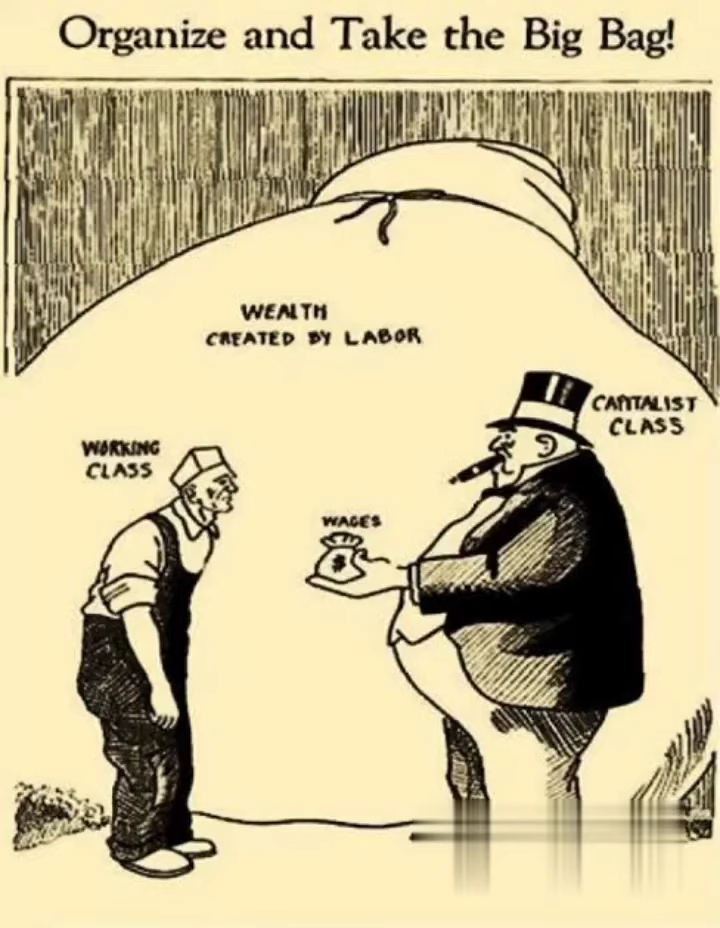 Organize and Take the Big Bag!
WEALTH
CREATED BY LABOR
CAPITALIST
CLASS
WORKING
CLASS
WAGES
$